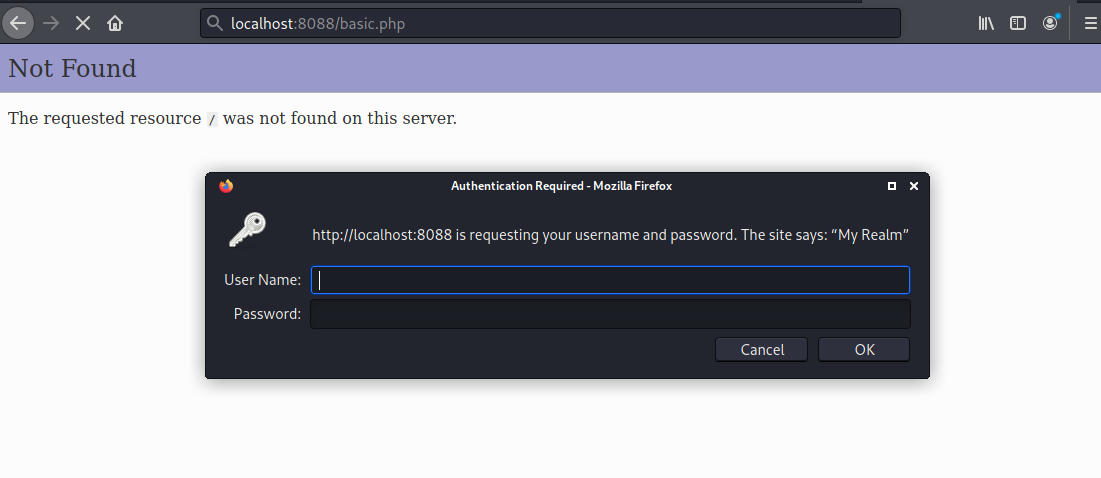 localhost:8088/basic.php
Not Found
The requested resource / was not found on this server.
Authentication Required - Mozilla Firefox
http://localhost:8088 is requesting your username and password. The site says: “My Realm”
User Name:
Password:
Cancel OK